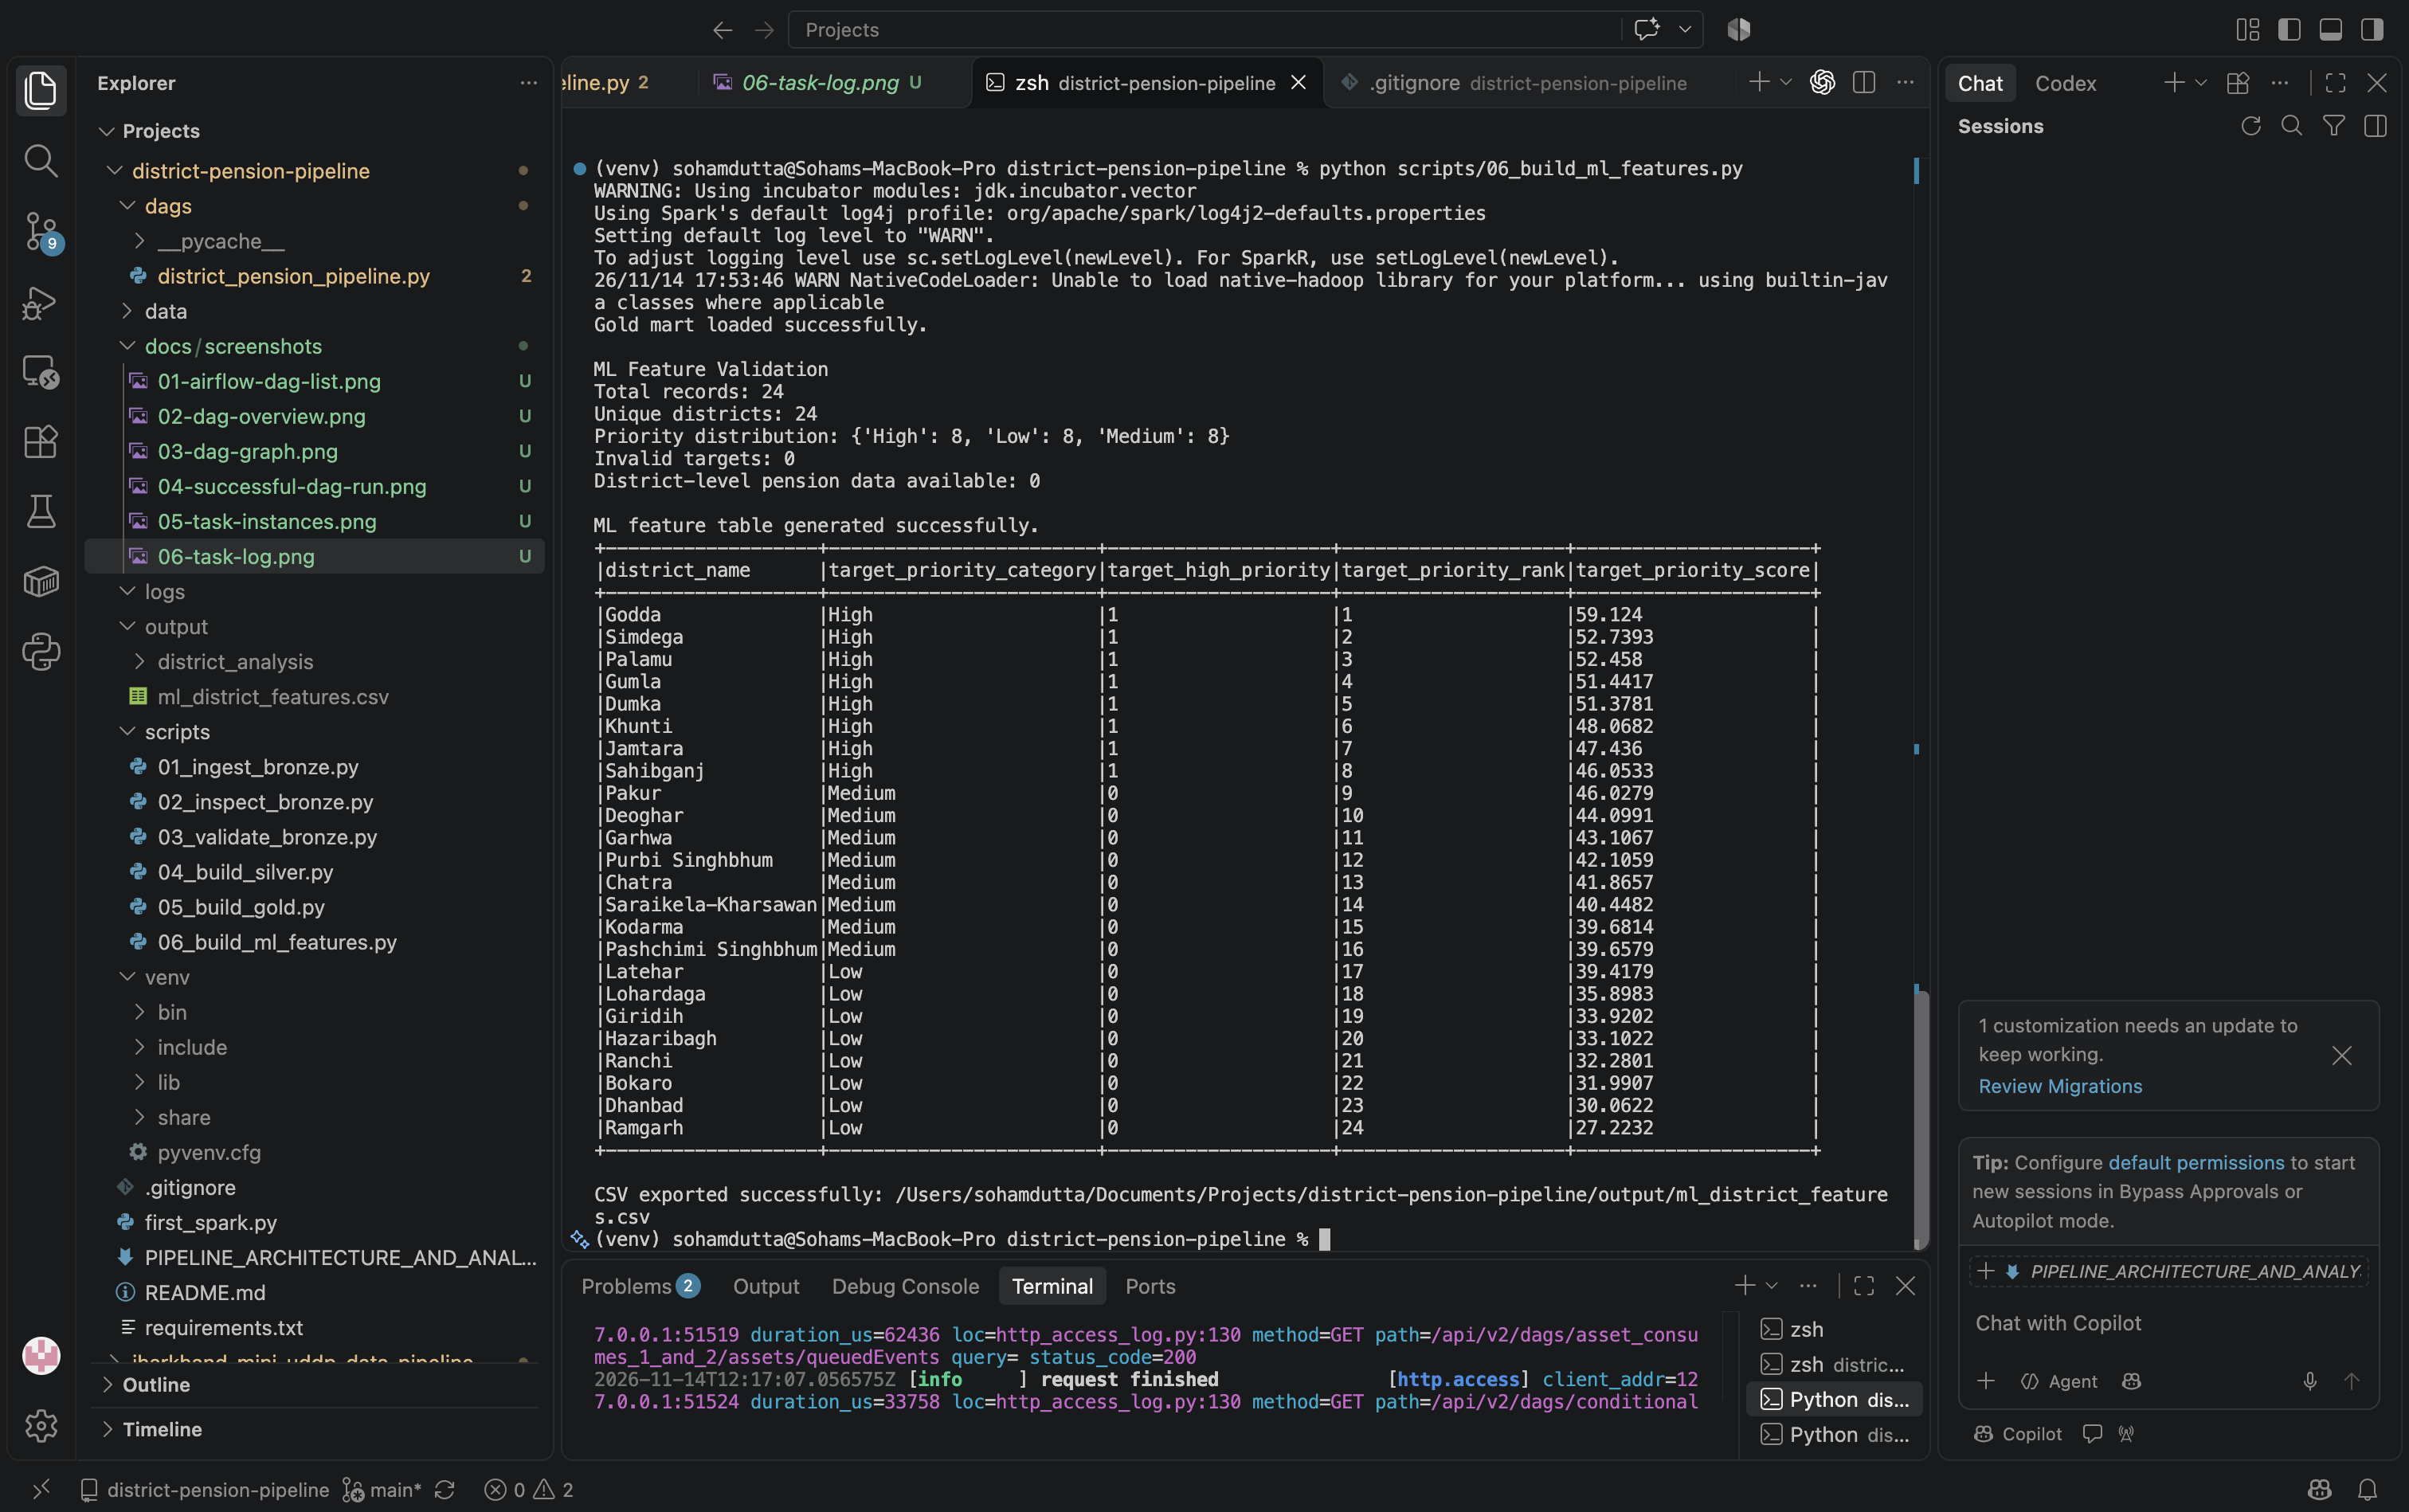 Projects
Explorer
Projects
district-pension-pipeline
dags
__pycache__
district_pension_pipeline.py 2
data
docs/screenshots
01-airflow-dag-list.png U
02-dag-overview.png U
03-dag-graph.png U
04-successful-dag-run.png U
05-task-instances.png U
06-task-log.png U
logs
output
district_analysis
ml_district_features.csv
scripts
01_ingest_bronze.py
02_inspect_bronze.py
03_validate_bronze.py
04_build_silver.py
05_build_gold.py
06_build_ml_features.py
venv
bin
include
lib
share
pyvenv.cfg
.gitignore
first_spark.py
PIPELINE_ARCHITECTURE_AND_ANAL...
README.md
requirements.txt
jharkhand_mini_uddp_data_pipeline
Outline
Timeline
9
eline.py 2
06-task-log.png U
zsh district-pension-pipeline
.gitignore district-pension-pipeline
(venv) sohamdutta@Sohams-MacBook-Pro district-pension-pipeline % python scripts/06_build_ml_features.py
WARNING: Using incubator modules: jdk.incubator.vector
Using Spark's default log4j profile: org/apache/spark/log4j2-defaults.properties
Setting default log level to "WARN".
To adjust logging level use sc.setLogLevel(newLevel). For SparkR, use setLogLevel(newLevel).
26/11/14 17:53:46 WARN NativeCodeLoader: Unable to load native-hadoop library for your platform... using builtin-jav
a classes where applicable
Gold mart loaded successfully.
ML Feature Validation
Total records: 24
Unique districts: 24
Priority distribution: {'High': 8, 'Low': 8, 'Medium': 8}
Invalid targets: 0
District-level pension data available: 0
ML feature table generated successfully.
+-------------------+------------------------+--------------------+--------------------+---------------------+
|district_name      |target_priority_category|target_high_priority|target_priority_rank|target_priority_score|
+-------------------+------------------------+--------------------+--------------------+---------------------+
|Godda              |High                    |1                   |1                   |59.124               |
|Simdega            |High                    |1                   |2                   |52.7393              |
|Palamu             |High                    |1                   |3                   |52.458               |
|Gumla              |High                    |1                   |4                   |51.4417              |
|Dumka              |High                    |1                   |5                   |51.3781              |
|Khunti             |High                    |1                   |6                   |48.0682              |
|Jamtara            |High                    |1                   |7                   |47.436               |
|Sahibganj          |High                    |1                   |8                   |46.0533              |
|Pakur              |Medium                  |0                   |9                   |46.0279              |
|Deoghar            |Medium                  |0                   |10                  |44.0991              |
|Garhwa             |Medium                  |0                   |11                  |43.1067              |
|Purbi Singhbhum    |Medium                  |0                   |12                  |42.1059              |
|Chatra             |Medium                  |0                   |13                  |41.8657              |
|Saraikela-Kharsawan|Medium                  |0                   |14                  |40.4482              |
|Kodarma            |Medium                  |0                   |15                  |39.6814              |
|Pashchimi Singhbhum|Medium                  |0                   |16                  |39.6579              |
|Latehar            |Low                     |0                   |17                  |39.4179              |
|Lohardaga          |Low                     |0                   |18                  |35.8983              |
|Giridih            |Low                     |0                   |19                  |33.9202              |
|Hazaribagh         |Low                     |0                   |20                  |33.1022              |
|Ranchi             |Low                     |0                   |21                  |32.2801              |
|Bokaro             |Low                     |0                   |22                  |31.9907              |
|Dhanbad            |Low                     |0                   |23                  |30.0622              |
|Ramgarh            |Low                     |0                   |24                  |27.2232              |
+-------------------+------------------------+--------------------+--------------------+---------------------+
CSV exported successfully: /Users/sohamdutta/Documents/Projects/district-pension-pipeline/output/ml_district_feature
s.csv
(venv) sohamdutta@Sohams-MacBook-Pro district-pension-pipeline %
Problems 2 Output Debug Console Terminal Ports
7.0.0.1:51519 duration_us=62436 loc=http_access_log.py:130 method=GET path=/api/v2/dags/asset_consu
mes_1_and_2/assets/queuedEvents query= status_code=200
2026-11-14T12:17:07.056575Z [info     ] request finished               [http.access] client_addr=12
7.0.0.1:51524 duration_us=33758 loc=http_access_log.py:130 method=GET path=/api/v2/dags/conditional
zsh
zsh distric...
Python dis...
Python dis...
Chat Codex
Sessions
1 customization needs an update to
keep working.
Review Migrations
Tip: Configure default permissions to start
new sessions in Bypass Approvals or
Autopilot mode.
PIPELINE_ARCHITECTURE_AND_ANALY
Chat with Copilot
Agent
Copilot
district-pension-pipeline main* 0 2